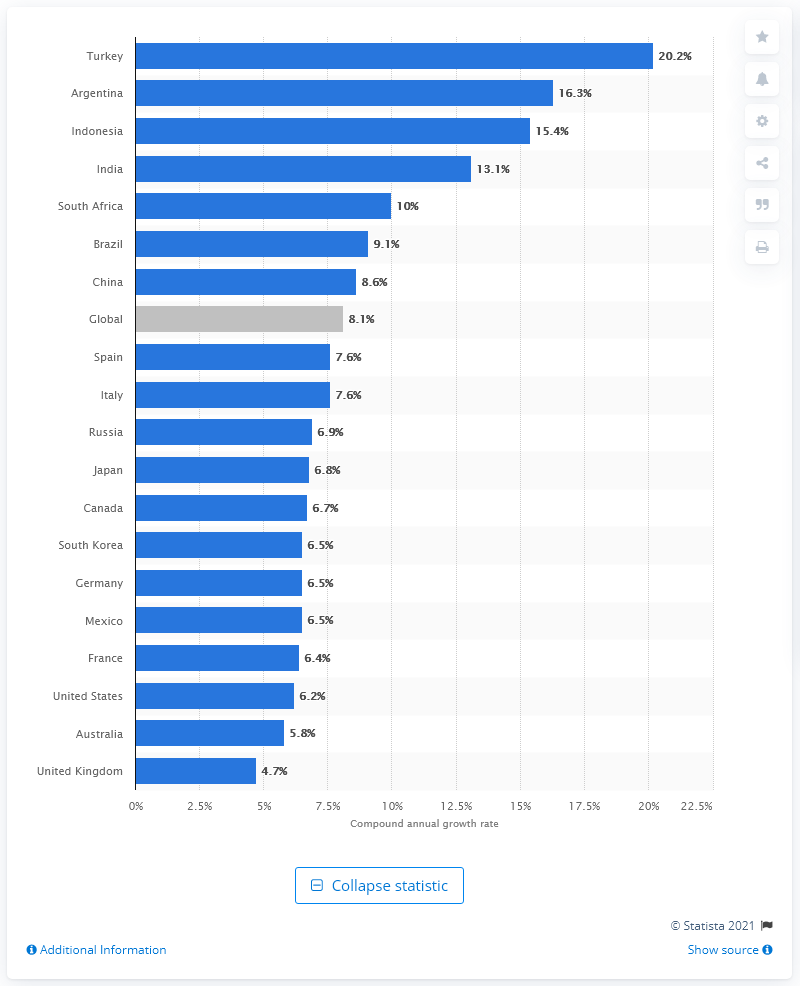 Turkey 20.2%
Argentina 16.3%
Indonesia 15.4%
India 13.1%
South Africa 10%
Brazil 9.1%
China 8.6%
Global 8.1%
Spain 7.6%
Italy 7.6%
Russia 6.9%
Japan 6.8%
Canada 6.7%
South Korea 6.5%
Germany 6.5%
Mexico 6.5%
France 6.4%
United States 6.2%
Australia 5.8%
United Kingdom 4.7%
0% 2.5% 5% 7.5% 10% 12.5% 15% 17.5% 20% 22.5%
Compound annual growth rate
Collapse statistic
© Statista 2021
Additional Information Show source